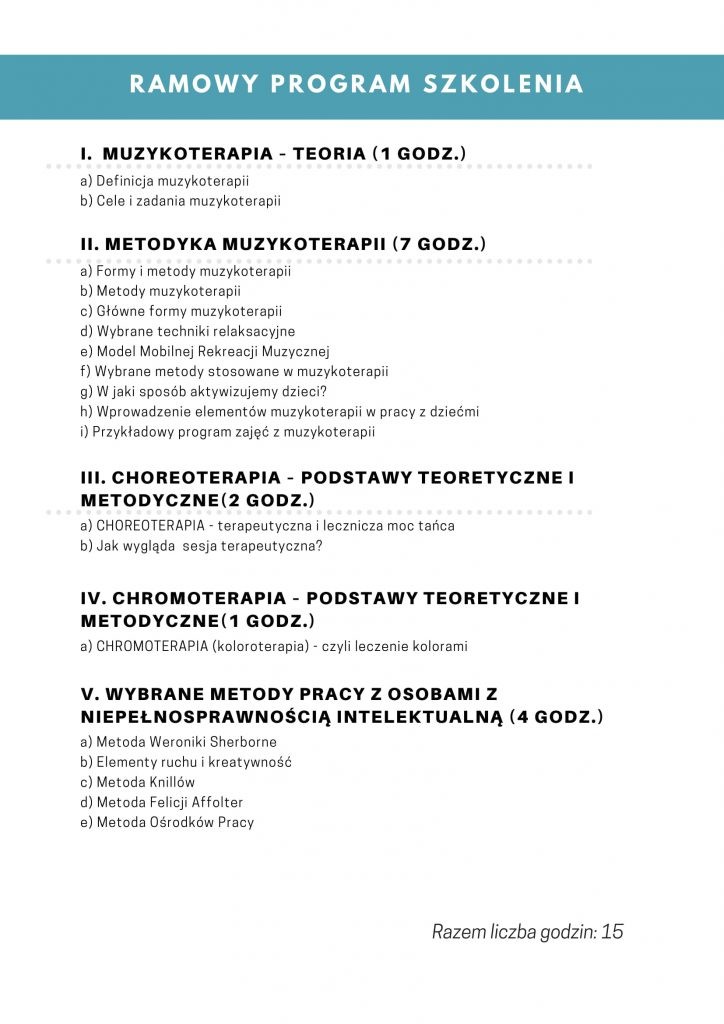 RAMOWY PROGRAM SZKOLENIA
I. MUZYKOTERAPIA - TEORIA (1 GODZ.)
a) Definicja muzykoterapii
b) Cele i zadania muzykoterapii
II. METODYKA MUZYKOTERAPII (7 GODZ.)
a) Formy i metody muzykoterapii
b) Metody muzykoterapii
c) Główne formy muzykoterapii
d) Wybrane techniki relaksacyjne
e) Model Mobilnej Rekreacji Muzycznej
f) Wybrane metody stosowane w muzykoterapii
g) W jaki sposób aktywizujemy dzieci?
h) Wprowadzenie elementów muzykoterapii w pracy z dziećmi
i) Przykładowy program zajęć z muzykoterapii
III. CHOREOTERAPIA - PODSTAWY TEORETYCZNE I
METODYCZNE(2 GODZ.)
a) CHOREOTERAPIA - terapeutyczna i lecznicza moc tańca
b) Jak wygląda sesja terapeutyczna?
IV. CHROMOTERAPIA - PODSTAWY TEORETYCZNE I
METODYCZNE(1 GODZ.)
a) CHROMOTERAPIA (koloroterapia) - czyli leczenie kolorami
V. WYBRANE METODY PRACY Z OSOBAMI Z
NIEPEŁNOSPRAWNOŚCIĄ INTELEKTUALNĄ (4 GODZ.)
a) Metoda Weroniki Sherborne
b) Elementy ruchu i kreatywność
c) Metoda Knillów
d) Metoda Felicji Affolter
e) Metoda Ośrodków Pracy
Razem liczba godzin: 15